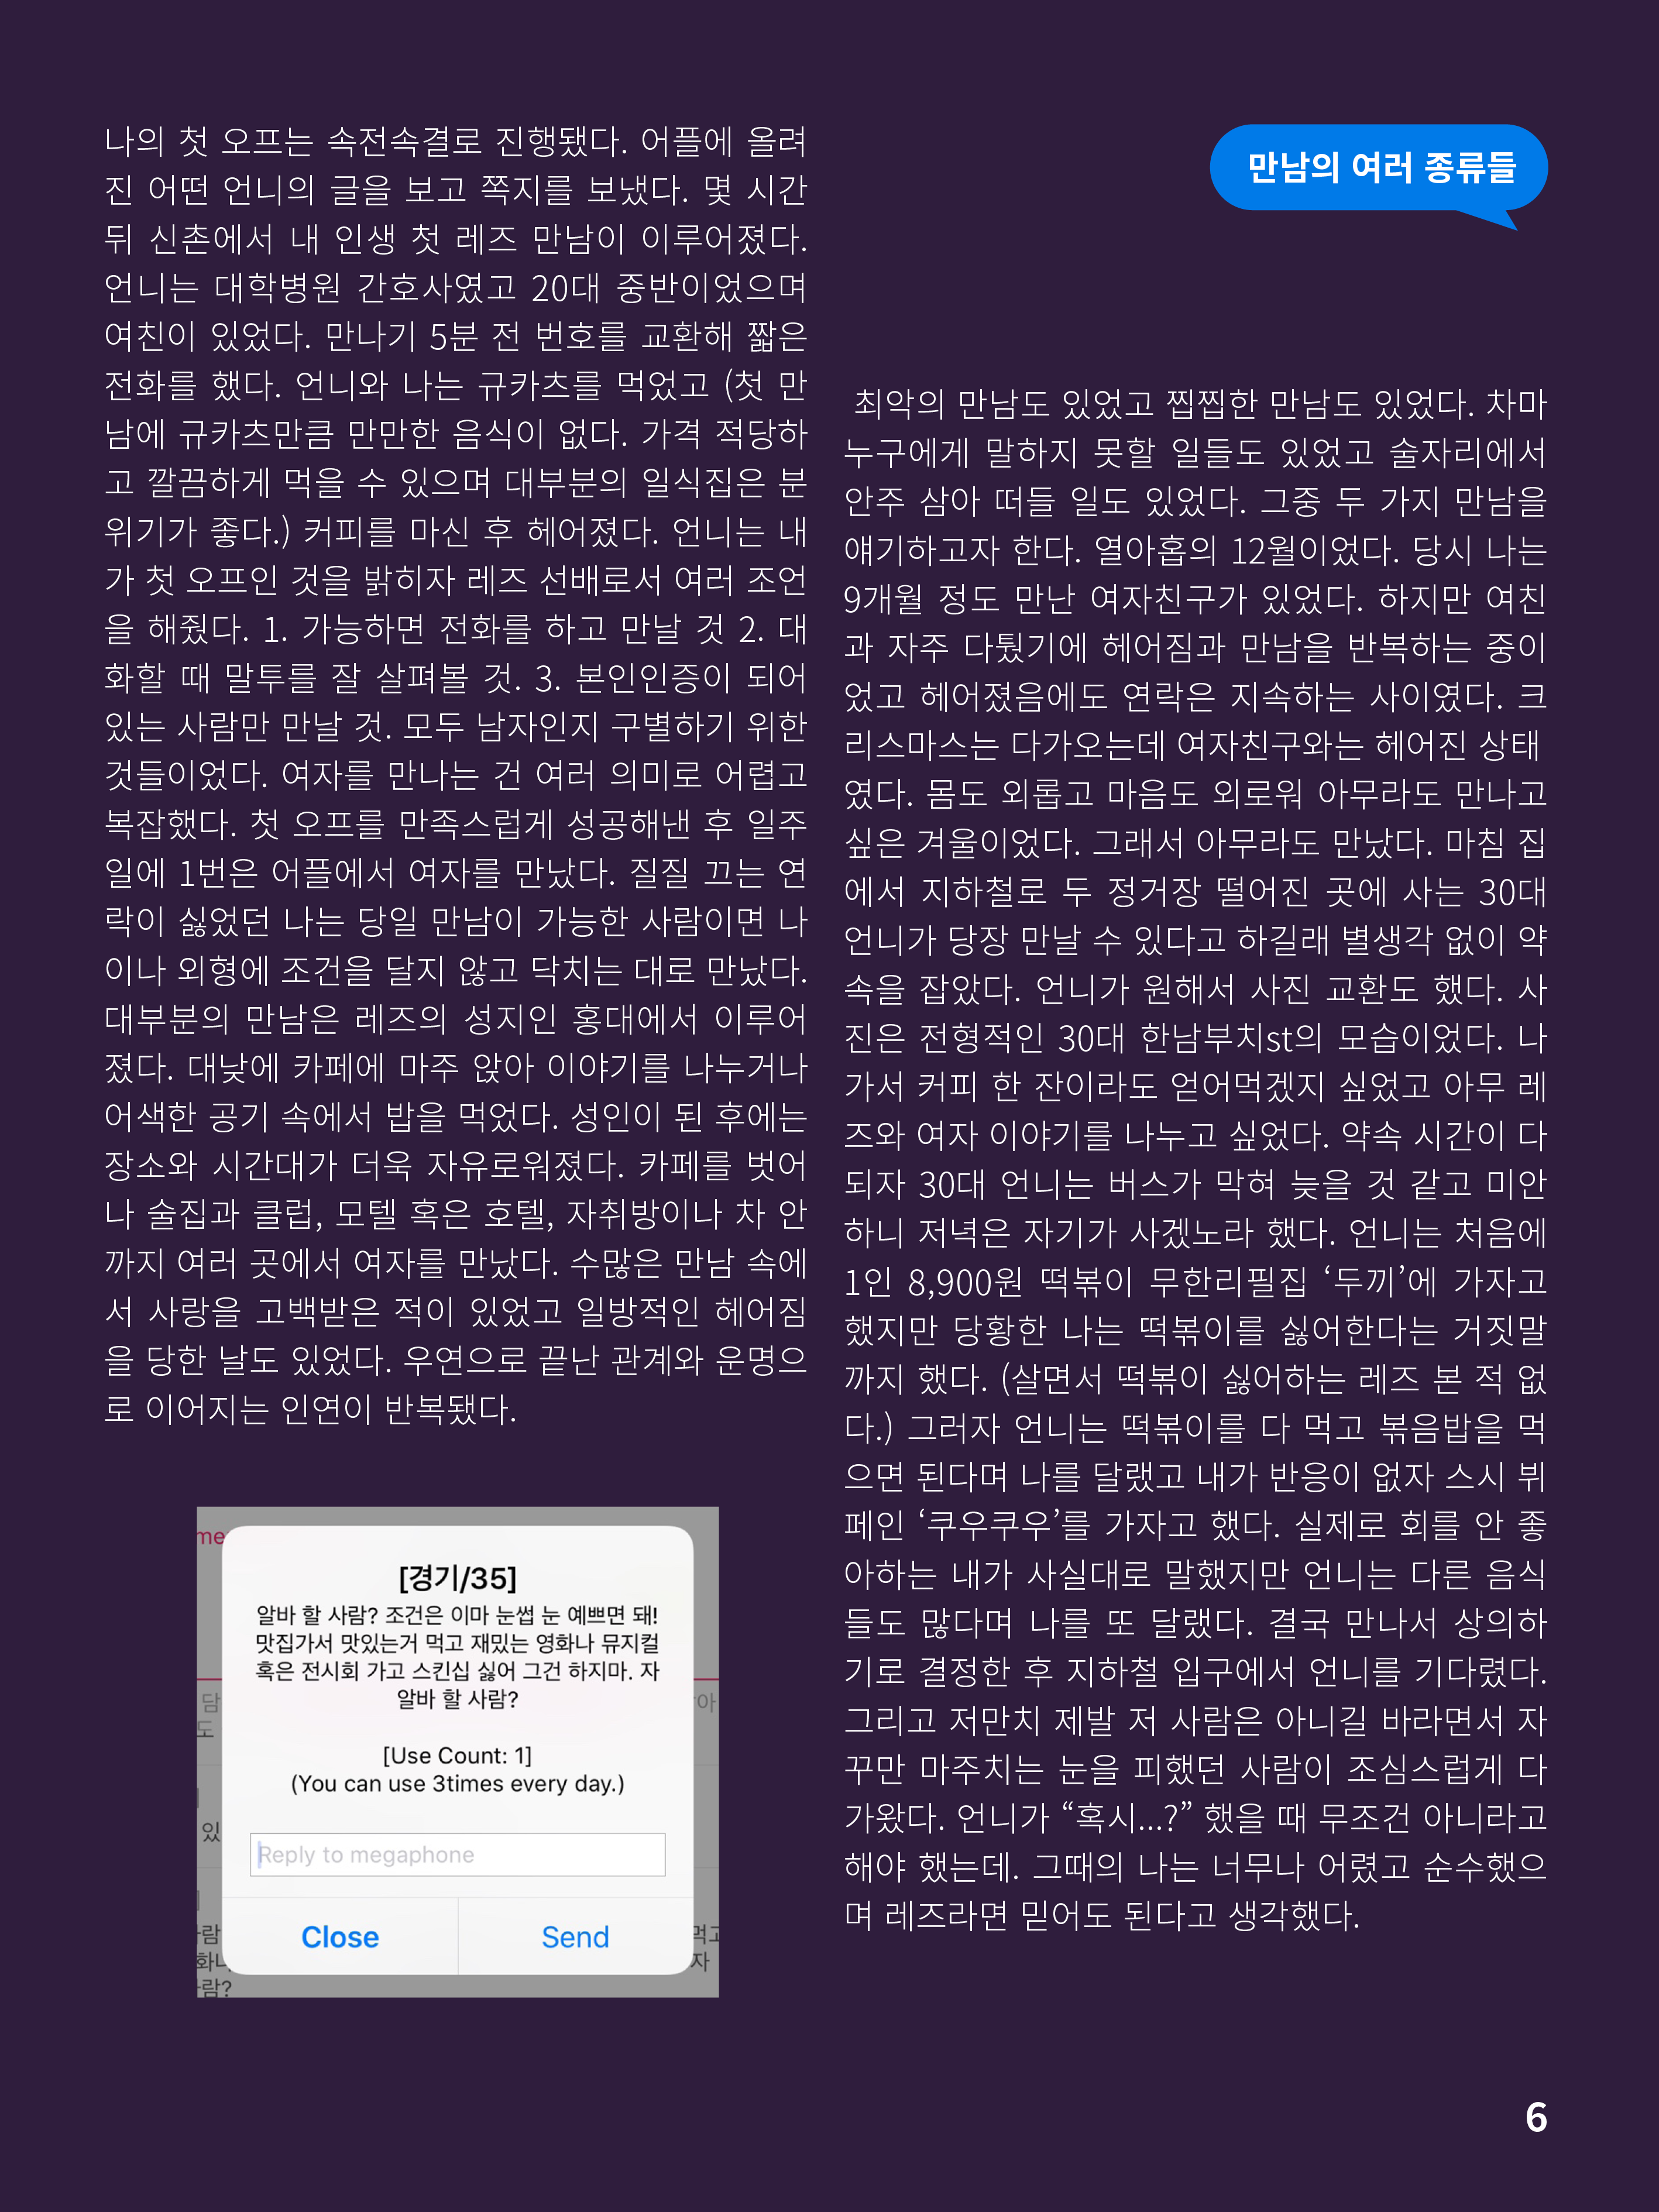 나의 첫 오프는 속전속결로 진행됐다. 어플에 올려
진 어떤 언니의 글을 보고 쪽지를 보냈다. 몇 시간
뒤 신촌에서 내 인생 첫 레즈 만남이 이루어졌다.
언니는 대학병원 간호사였고 20대 중반이었으며
여친이 있었다. 만나기 5분 전 번호를 교환해 짧은
전화를 했다. 언니와 나는 규카츠를 먹었고 (첫 만
남에 규카츠만큼 만만한 음식이 없다. 가격 적당하
고 깔끔하게 먹을 수 있으며 대부분의 일식집은 분
위기가 좋다.) 커피를 마신 후 헤어졌다. 언니는 내
가 첫 오프인 것을 밝히자 레즈 선배로서 여러 조언
을 해줬다. 1. 가능하면 전화를 하고 만날 것 2. 대
화할 때 말투를 잘 살펴볼 것. 3. 본인인증이 되어
있는 사람만 만날 것. 모두 남자인지 구별하기 위한
것들이었다. 여자를 만나는 건 여러 의미로 어렵고
복잡했다. 첫 오프를 만족스럽게 성공해낸 후 일주
일에 1번은 어플에서 여자를 만났다. 질질 끄는 연
락이 싫었던 나는 당일 만남이 가능한 사람이면 나
이나 외형에 조건을 달지 않고 닥치는 대로 만났다.
대부분의 만남은 레즈의 성지인 홍대에서 이루어
졌다. 대낮에 카페에 마주 앉아 이야기를 나누거나
어색한 공기 속에서 밥을 먹었다. 성인이 된 후에는
장소와 시간대가 더욱 자유로워졌다. 카페를 벗어
나 술집과 클럽, 모텔 혹은 호텔, 자취방이나 차 안
까지 여러 곳에서 여자를 만났다. 수많은 만남 속에
서 사랑을 고백받은 적이 있었고 일방적인 헤어짐
을 당한 날도 있었다. 우연으로 끝난 관계와 운명으
로 이어지는 인연이 반복됐다.
[경기/35]
알바 할 사람? 조건은 이마 눈썹 눈 예쁘면 돼!
맛집가서 맛있는거 먹고 재밌는 영화나 뮤지컬
혹은 전시회 가고 스킨십 싫어 그건 하지마. 자
알바 할 사람?
[Use Count: 1]
(You can use 3times every day.)
Reply to megaphone
Close Send
만남의 여러 종류들
최악의 만남도 있었고 찝찝한 만남도 있었다. 차마
누구에게 말하지 못할 일들도 있었고 술자리에서
안주 삼아 떠들 일도 있었다. 그중 두 가지 만남을
얘기하고자 한다. 열아홉의 12월이었다. 당시 나는
9개월 정도 만난 여자친구가 있었다. 하지만 여친
과 자주 다퉜기에 헤어짐과 만남을 반복하는 중이
었고 헤어졌음에도 연락은 지속하는 사이였다. 크
리스마스는 다가오는데 여자친구와는 헤어진 상태
였다. 몸도 외롭고 마음도 외로워 아무라도 만나고
싶은 겨울이었다. 그래서 아무라도 만났다. 마침 집
에서 지하철로 두 정거장 떨어진 곳에 사는 30대
언니가 당장 만날 수 있다고 하길래 별생각 없이 약
속을 잡았다. 언니가 원해서 사진 교환도 했다. 사
진은 전형적인 30대 한남부치st의 모습이었다. 나
가서 커피 한 잔이라도 얻어먹겠지 싶었고 아무 레
즈와 여자 이야기를 나누고 싶었다. 약속 시간이 다
되자 30대 언니는 버스가 막혀 늦을 것 같고 미안
하니 저녁은 자기가 사겠노라 했다. 언니는 처음에
1인 8,900원 떡볶이 무한리필집 ‘두끼’에 가자고
했지만 당황한 나는 떡볶이를 싫어한다는 거짓말
까지 했다. (살면서 떡볶이 싫어하는 레즈 본 적 없
다.) 그러자 언니는 떡볶이를 다 먹고 볶음밥을 먹
으면 된다며 나를 달랬고 내가 반응이 없자 스시 뷔
페인 ‘쿠우쿠우’를 가자고 했다. 실제로 회를 안 좋
아하는 내가 사실대로 말했지만 언니는 다른 음식
들도 많다며 나를 또 달랬다. 결국 만나서 상의하
기로 결정한 후 지하철 입구에서 언니를 기다렸다.
그리고 저만치 제발 저 사람은 아니길 바라면서 자
꾸만 마주치는 눈을 피했던 사람이 조심스럽게 다
가왔다. 언니가 “혹시...?” 했을 때 무조건 아니라고
해야 했는데. 그때의 나는 너무나 어렸고 순수했으
며 레즈라면 믿어도 된다고 생각했다.
6